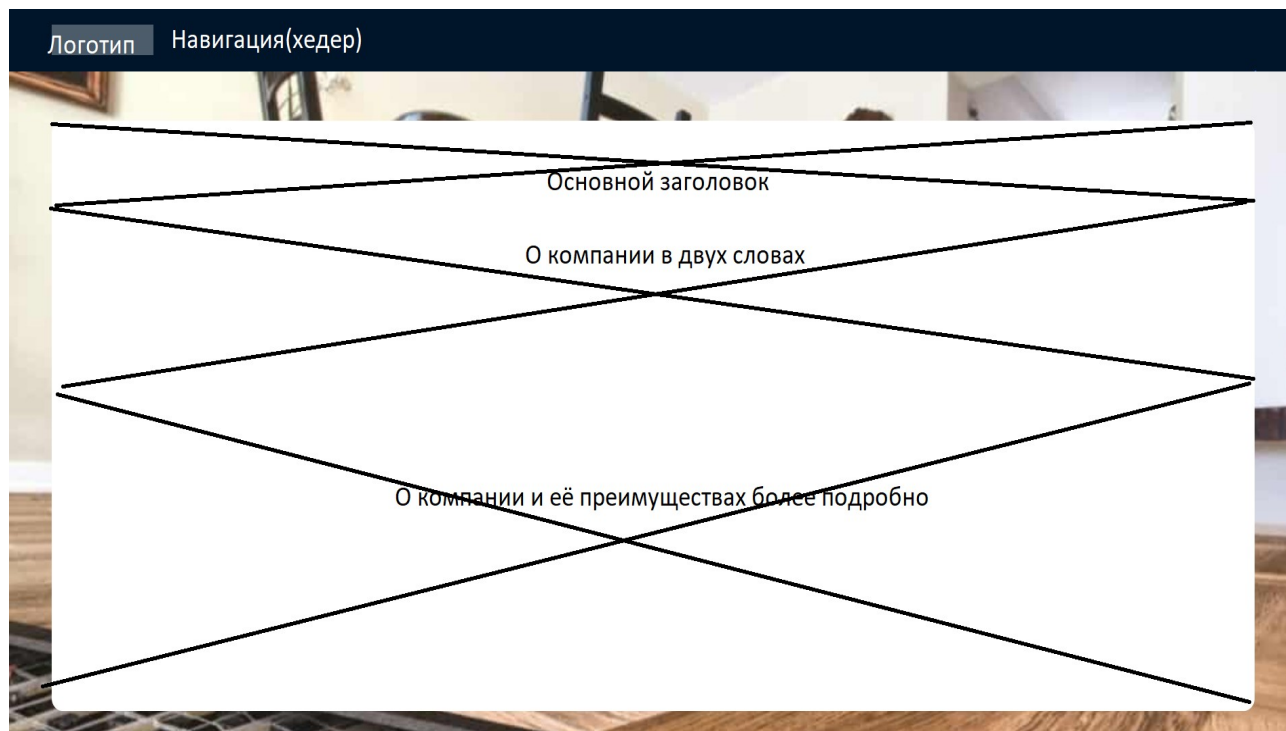 Логотип
Навигация(хедер)
Основной заголовок
О компании в двух словах
О компании и её преимуществах более подробно